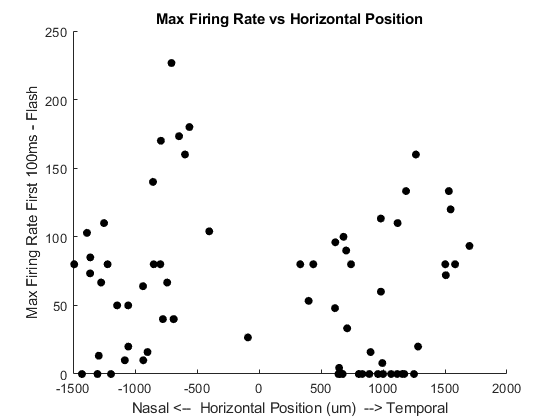 Max Firing Rate vs Horizontal Position
Max Firing Rate First 100ms - Flash
250
200
150
100
50
0
-1500 -1000 -500 0 500 1000 1500 2000
Nasal <-- Horizontal Position (um) --> Temporal